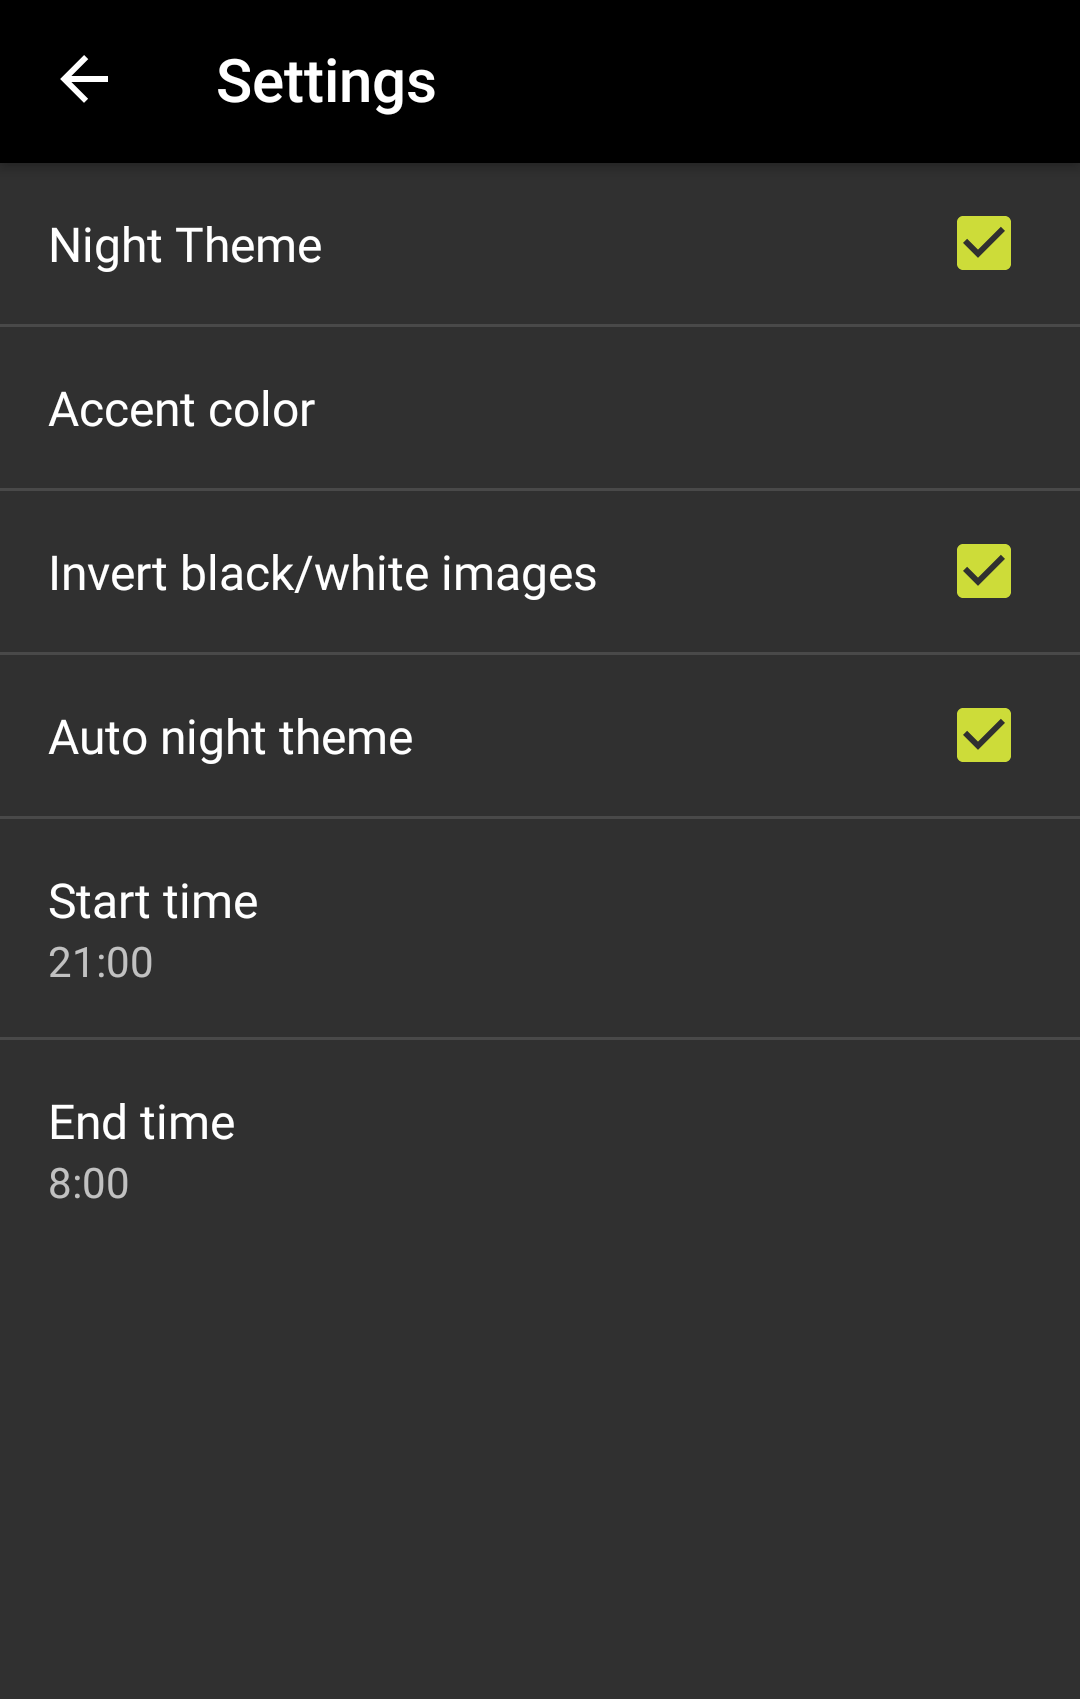 Settings
Night Theme
Accent color
Invert black/white images
Auto night theme
Start time
21:00
End time
8:00